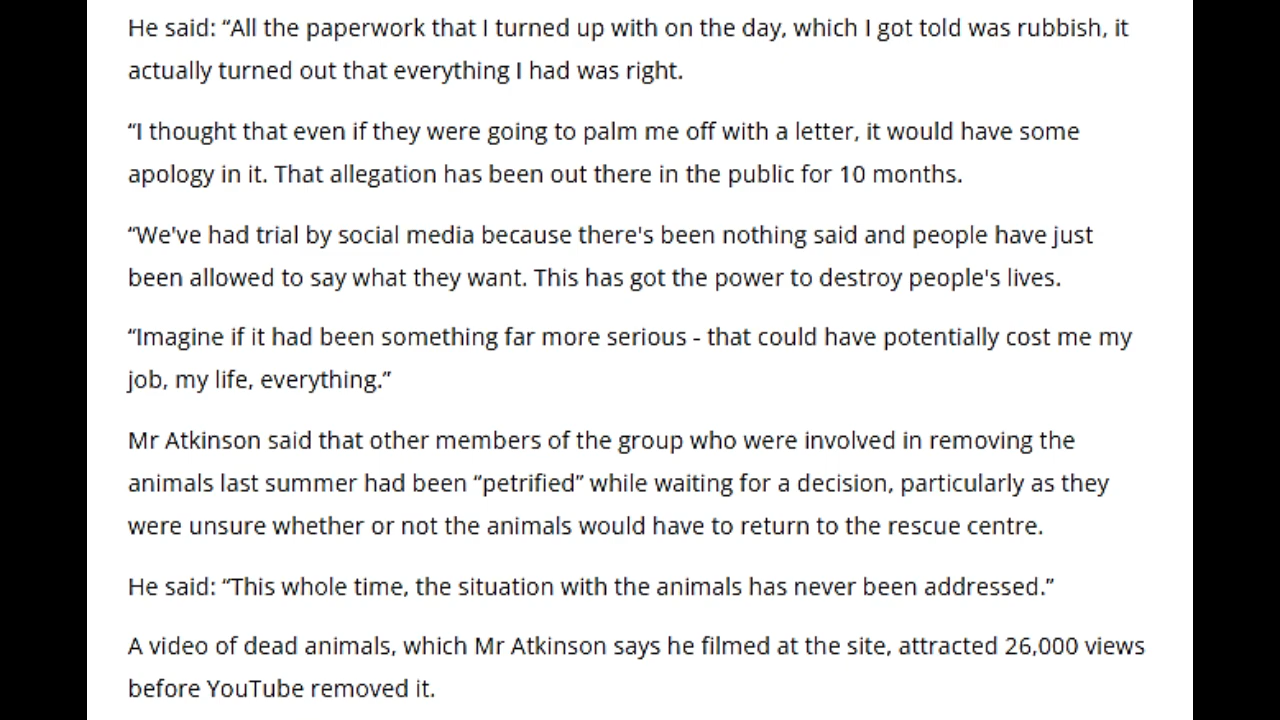 He said: “All the paperwork that I turned up with on the day, which I got told was rubbish, it
actually turned out that everything I had was right.
“I thought that even if they were going to palm me off with a letter, it would have some
apology in it. That allegation has been out there in the public for 10 months.
“We've had trial by social media because there's been nothing said and people have just
been allowed to say what they want. This has got the power to destroy people's lives.
“Imagine if it had been something far more serious - that could have potentially cost me my
job, my life, everything.”
Mr Atkinson said that other members of the group who were involved in removing the
animals last summer had been “petrified” while waiting for a decision, particularly as they
were unsure whether or not the animals would have to return to the rescue centre.
He said: “This whole time, the situation with the animals has never been addressed.”
A video of dead animals, which Mr Atkinson says he filmed at the site, attracted 26,000 views
before YouTube removed it.